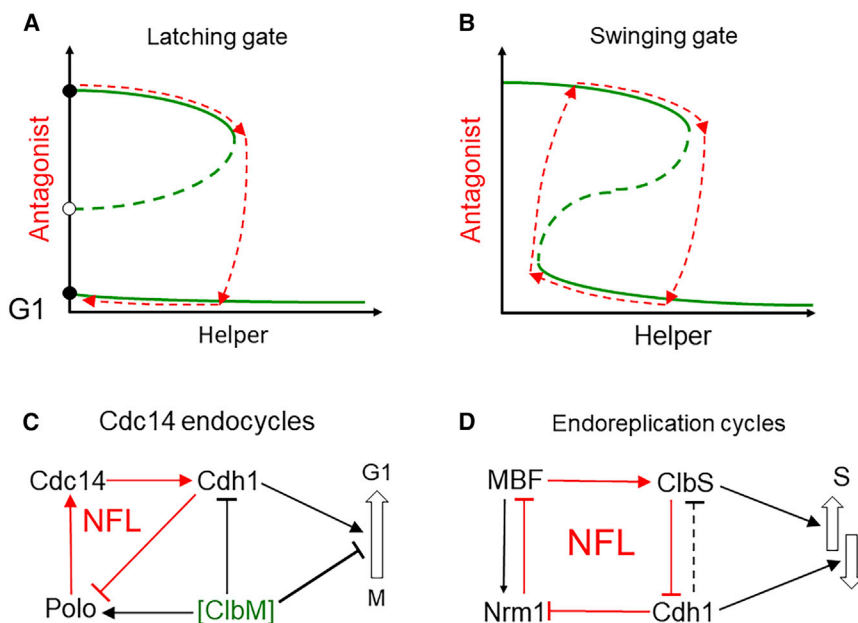 A
Latching gate
Antagonist
G1
Helper
B
Swinging gate
Antagonist
Helper
C
Cdc14 endocycles
Cdc14
Cdh1
G1
NFL
Polo
[ClbM]
M
D
Endoreplication cycles
MBF
ClbS
S
NFL
Nrm1
Cdh1